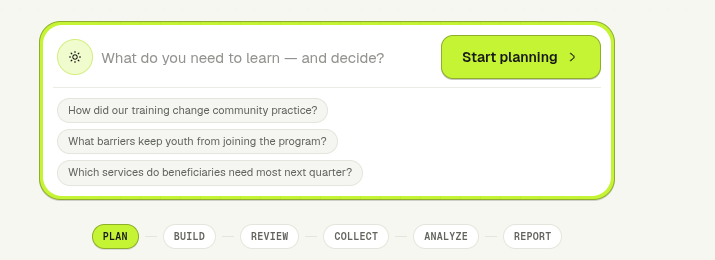 What do you need to learn — and decide?
Start planning
How did our training change community practice?
What barriers keep youth from joining the program?
Which services do beneficiaries need most next quarter?
PLAN BUILD REVIEW COLLECT ANALYZE REPORT